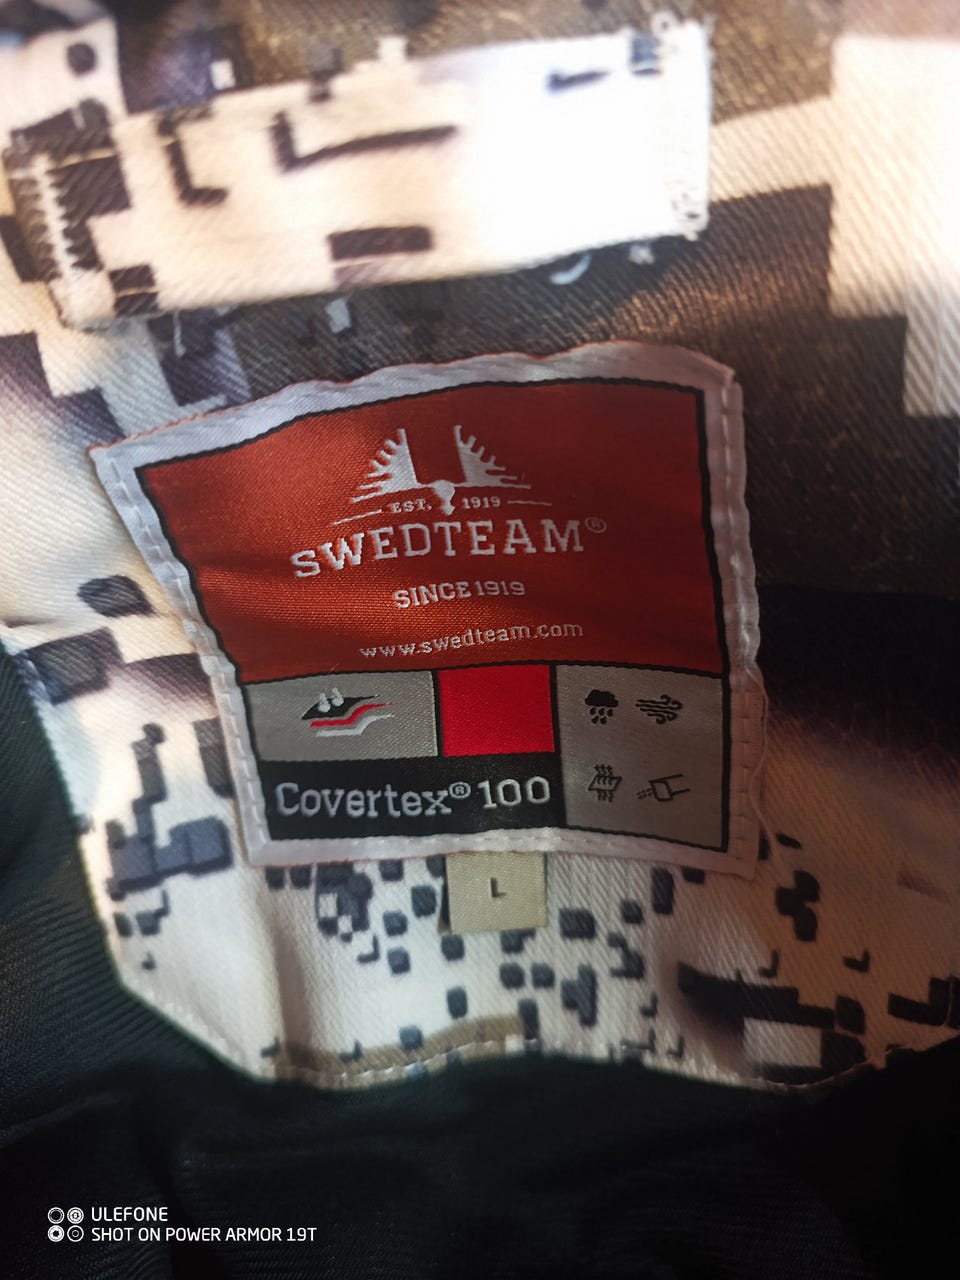 EST. 1919
SWEDTEAM®
SINCE 1919
www.swedteam.com
Covertex® 100
L
ULEFONE
SHOT ON POWER ARMOR 19T